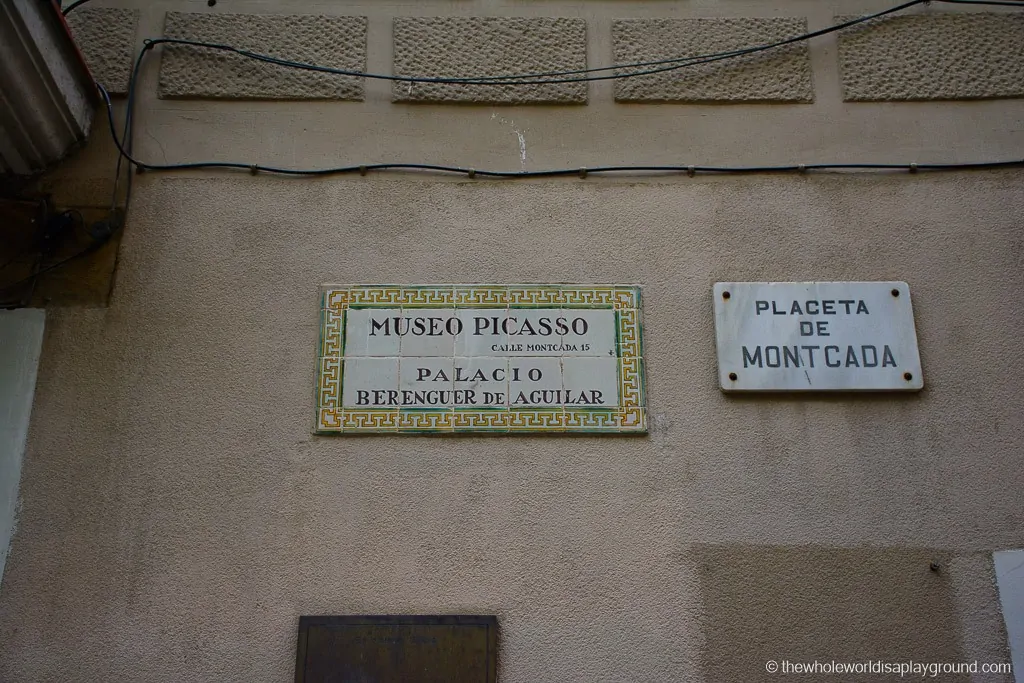 MUSEO PICASSO
CALLE MONTCADA 15
PALACIO
BERENGUER DE AGUILAR
PLACETA
DE
MONTCADA
© thewholeworldisaplayground.com